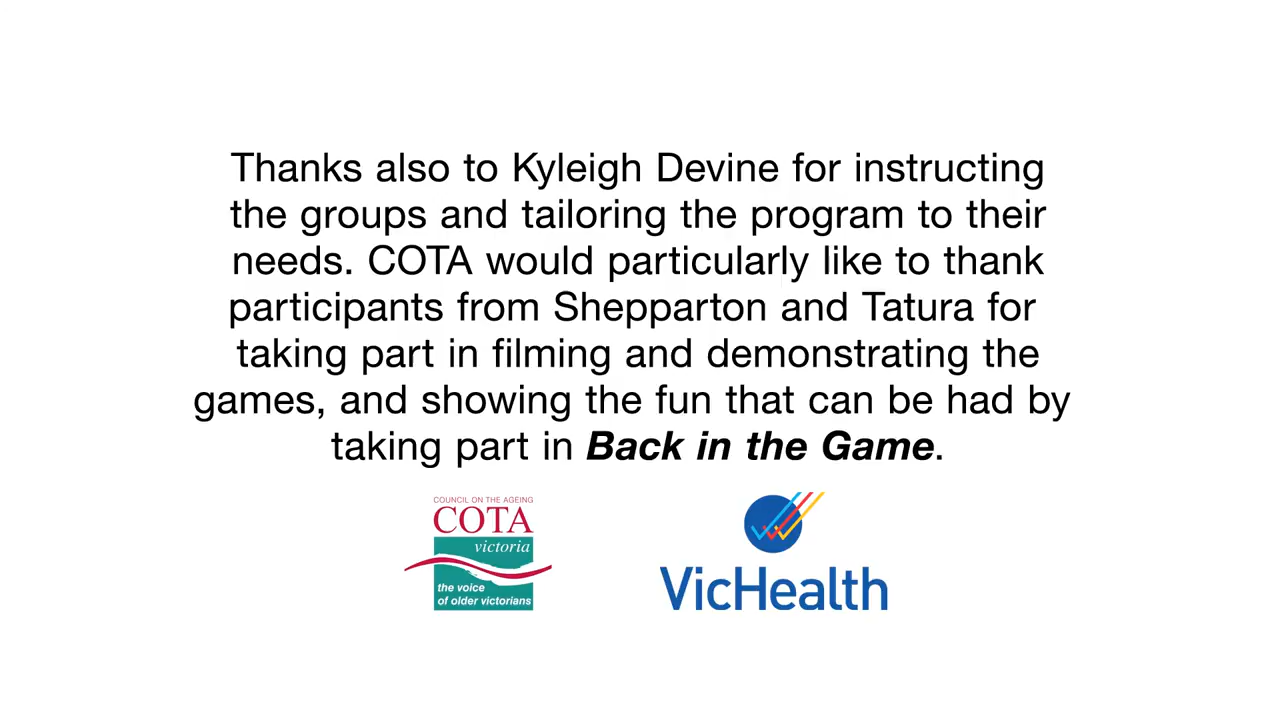 Thanks also to Kyleigh Devine for instructing
the groups and tailoring the program to their
needs. COTA would particularly like to thank
participants from Shepparton and Tatura for
taking part in filming and demonstrating the
games, and showing the fun that can be had by
taking part in Back in the Game.
COUNCIL ON THE AGEING
COTA
victoria
the voice
of older victorians
VicHealth